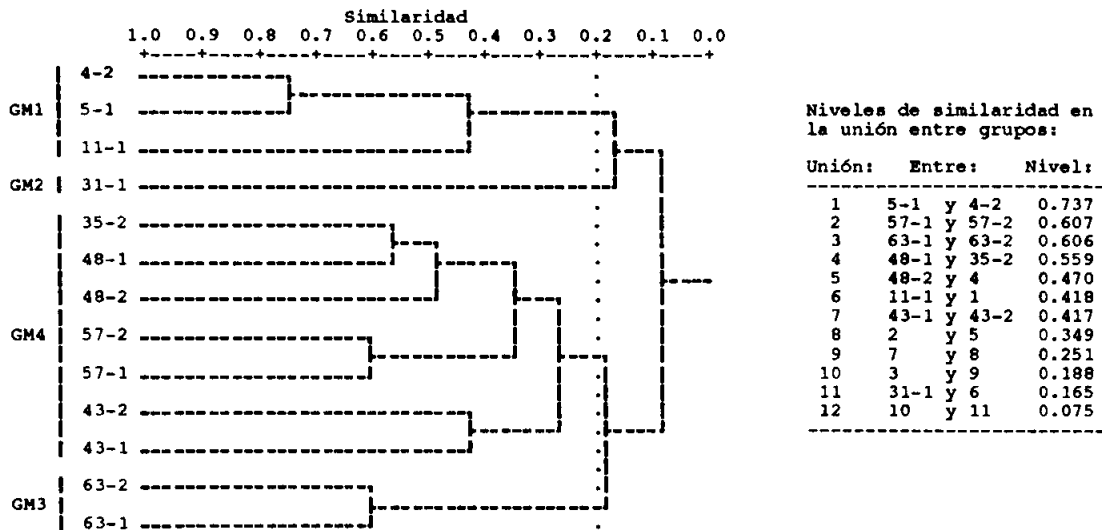 Similaridad
1.0 0.9 0.8 0.7 0.6 0.5 0.4 0.3 0.2 0.1 0.0
4-2
GM1 5-1
11-1
GM2 31-1
35-2
48-1
48-2
GM4 57-2
57-1
43-2
43-1
63-2
GM3
63-1
Niveles de similaridad en
la unión entre grupos:
Unión: Entre: Nivel:
1 5-1 y 4-2 0.737
2 57-1 y 57-2 0.607
3 63-1 y 63-2 0.606
4 48-1 y 35-2 0.559
5 48-2 y 4 0.470
6 11-1 y 1 0.418
7 43-1 y 43-2 0.417
8 2 y 5 0.349
9 7 y 8 0.251
10 3 y 9 0.188
11 31-1 y 6 0.165
12 10 y 11 0.075